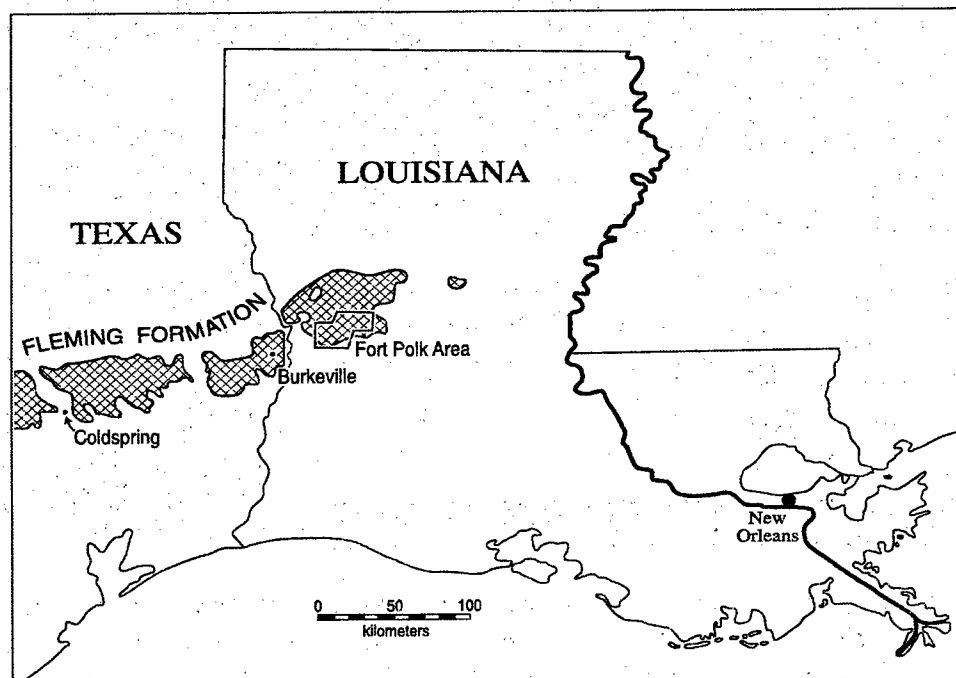 LOUISIANA
TEXAS
FLEMING FORMATION
Fort Polk Area
Burkeville
Coldspring
New
Orleans
0 50 100
kilometers